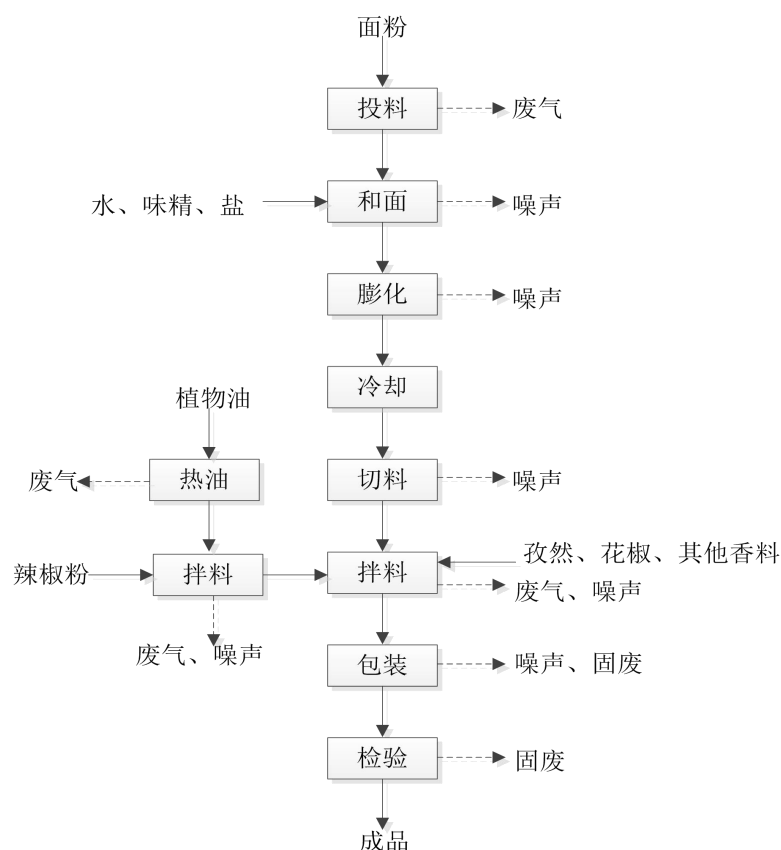 面粉
投料
废气
水、味精、盐
和面
噪声
膨化
噪声
冷却
植物油
废气
热油
切料
噪声
辣椒粉
拌料
拌料
孜然、花椒、其他香料
废气、噪声
废气、噪声
包装
噪声、固废
检验
固废
成品